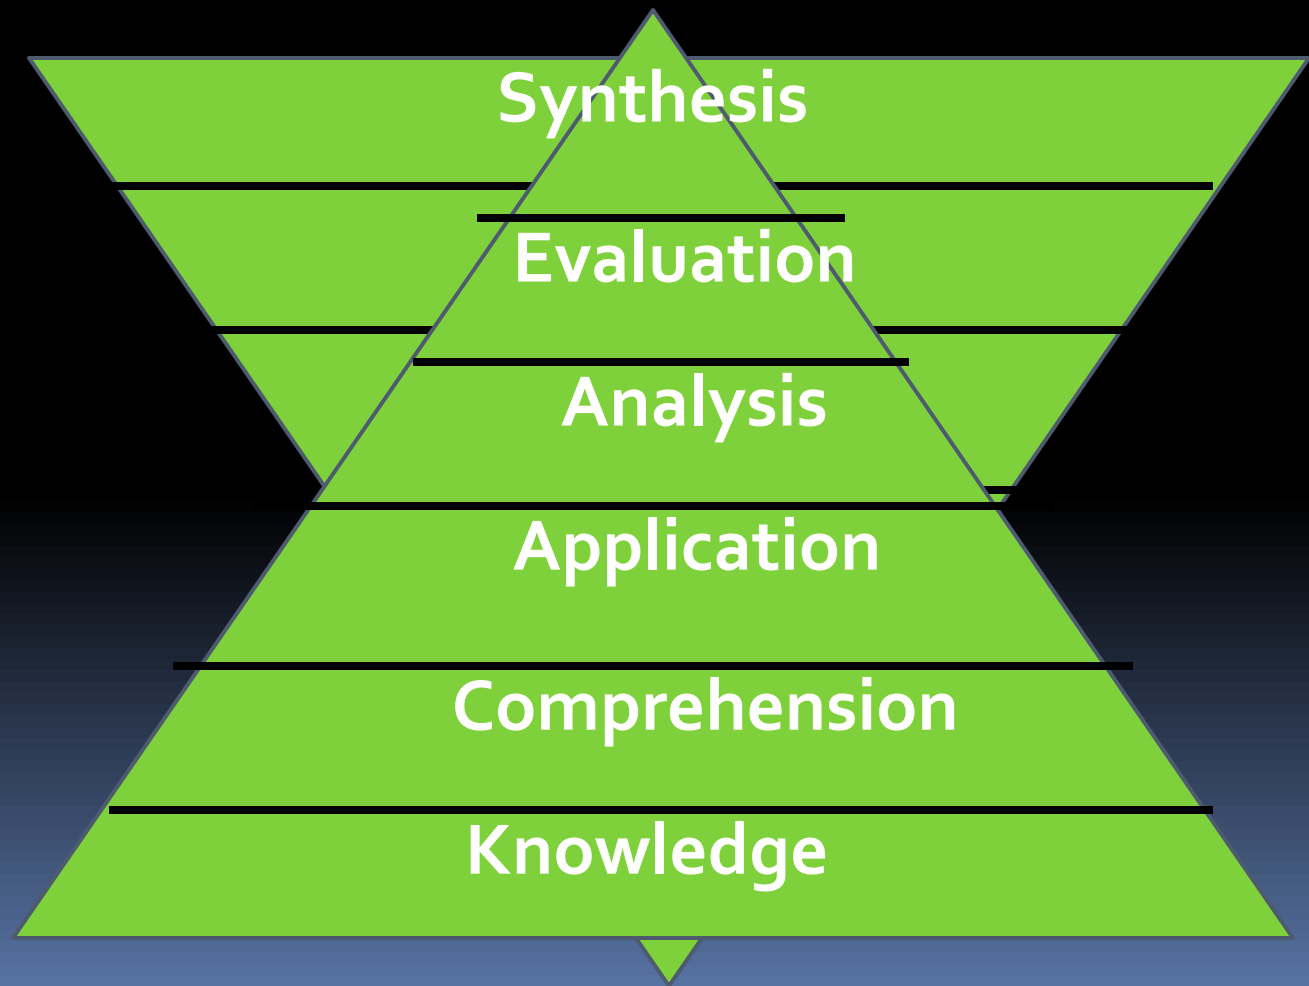 Synthesis
Evaluation
Analysis
Application
Comprehension
Knowledge